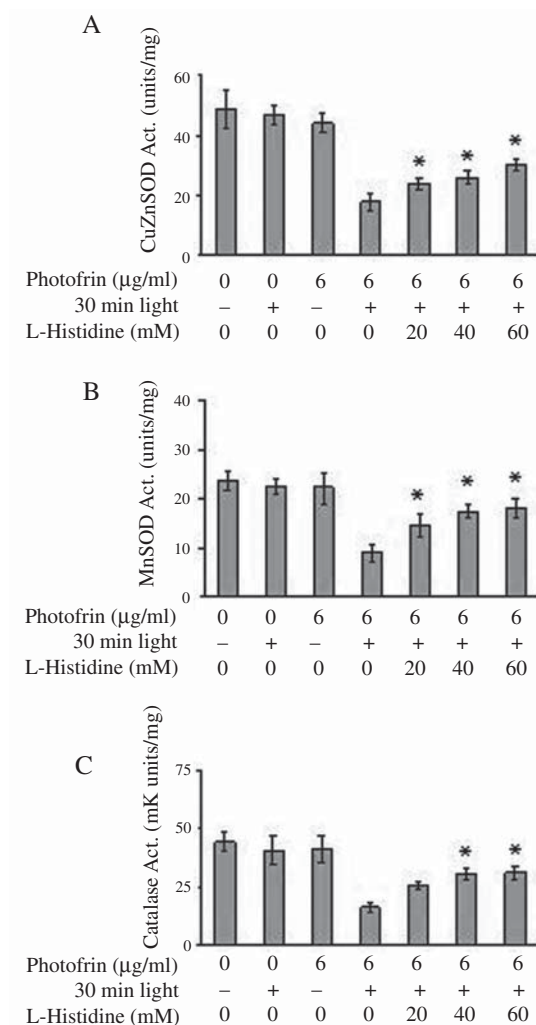 A
CuZnSOD Act. (units/mg)
60
40
20
0
* * *
Photofrin (μg/ml) 0 0 6 6 6 6 6
30 min light – + – + + + +
L-Histidine (mM) 0 0 0 0 20 40 60
B
MnSOD Act. (units/mg)
40
30
20
10
0
* * *
Photofrin (μg/ml) 0 0 6 6 6 6 6
30 min light – + – + + + +
L-Histidine (mM) 0 0 0 0 20 40 60
C
Catalase Act. (mK units/mg)
75
50
25
0
* *
Photofrin (μg/ml) 0 0 6 6 6 6 6
30 min light – + – + + + +
L-Histidine (mM) 0 0 0 0 20 40 60